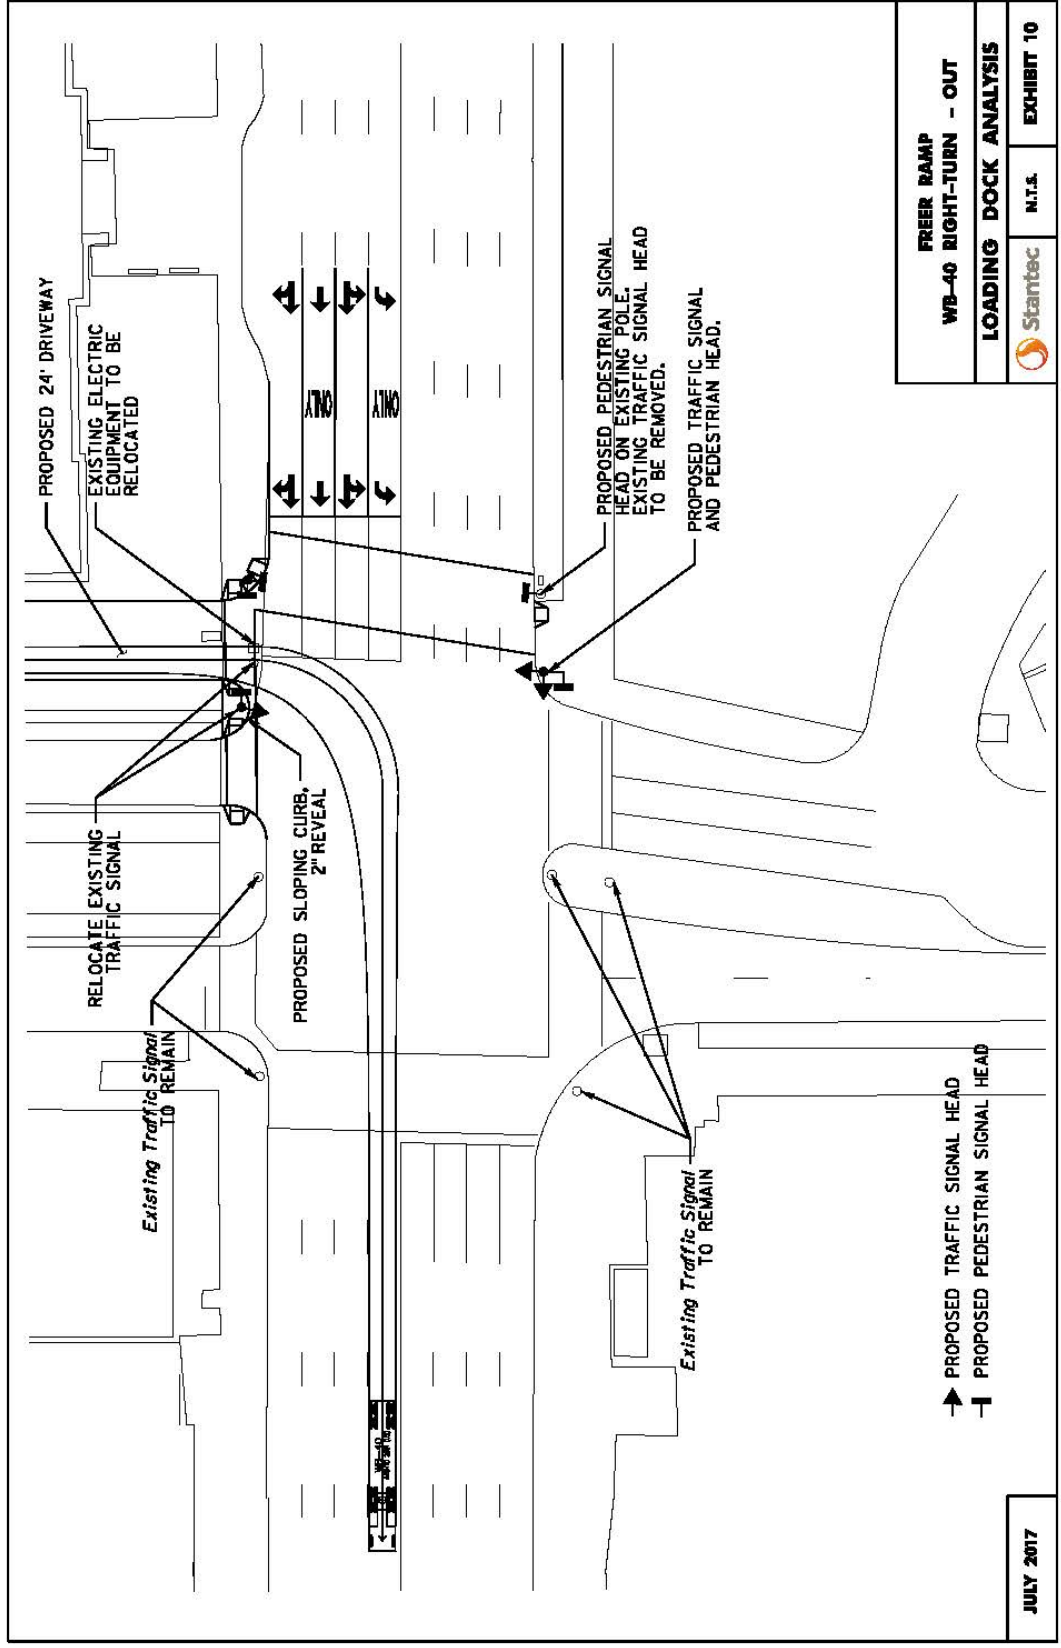 PROPOSED 24' DRIVEWAY
EXISTING ELECTRIC
EQUIPMENT TO BE
RELOCATED
RELOCATE EXISTING
TRAFFIC SIGNAL
Existing Traffic Signal
TO REMAIN
PROPOSED SLOPING CURB,
2" REVEAL
ONLY
ONLY
PROPOSED PEDESTRIAN SIGNAL
HEAD ON EXISTING POLE.
EXISTING TRAFFIC SIGNAL HEAD
TO BE REMOVED.
PROPOSED TRAFFIC SIGNAL
AND PEDESTRIAN HEAD.
Existing Traffic Signal
TO REMAIN
WB-40
PROPOSED TRAFFIC SIGNAL HEAD
PROPOSED PEDESTRIAN SIGNAL HEAD
FREER RAMP
WB-40 RIGHT-TURN - OUT
LOADING DOCK ANALYSIS
Stantec
N.T.S.
EXHIBIT 10
JULY 2017